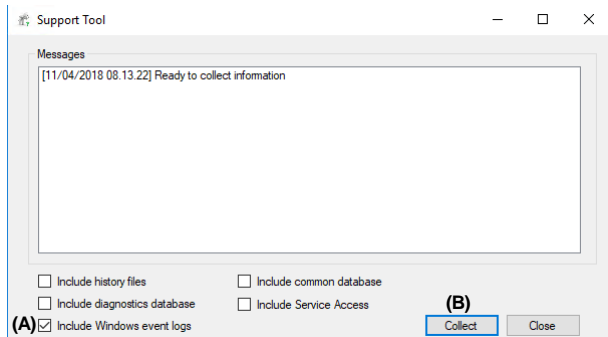 Support Tool
Messages
[11/04/2018 08.13.22] Ready to collect information
Include history files
Include common database
Include diagnostics database
Include Service Access
(B)
(A) Include Windows event logs
Collect
Close